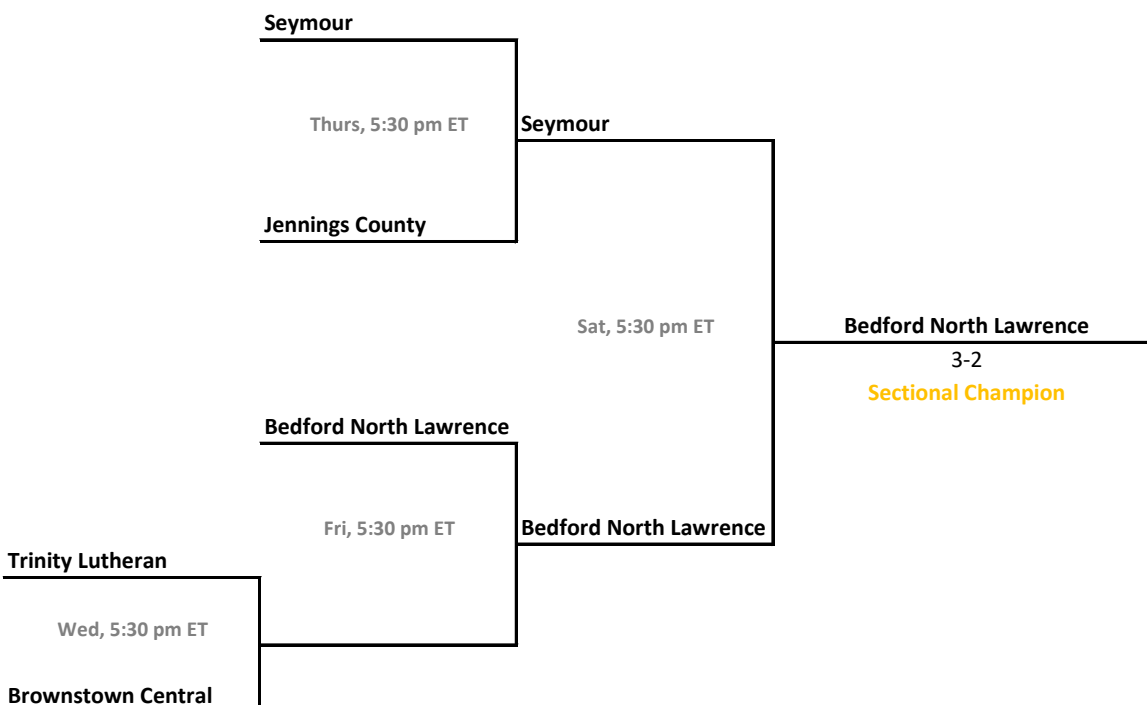 Seymour
Thurs, 5:30 pm ET
Seymour
Jennings County
Sat, 5:30 pm ET
Bedford North Lawrence
3-2
Sectional Champion
Bedford North Lawrence
Fri, 5:30 pm ET
Bedford North Lawrence
Trinity Lutheran
Wed, 5:30 pm ET
Brownstown Central